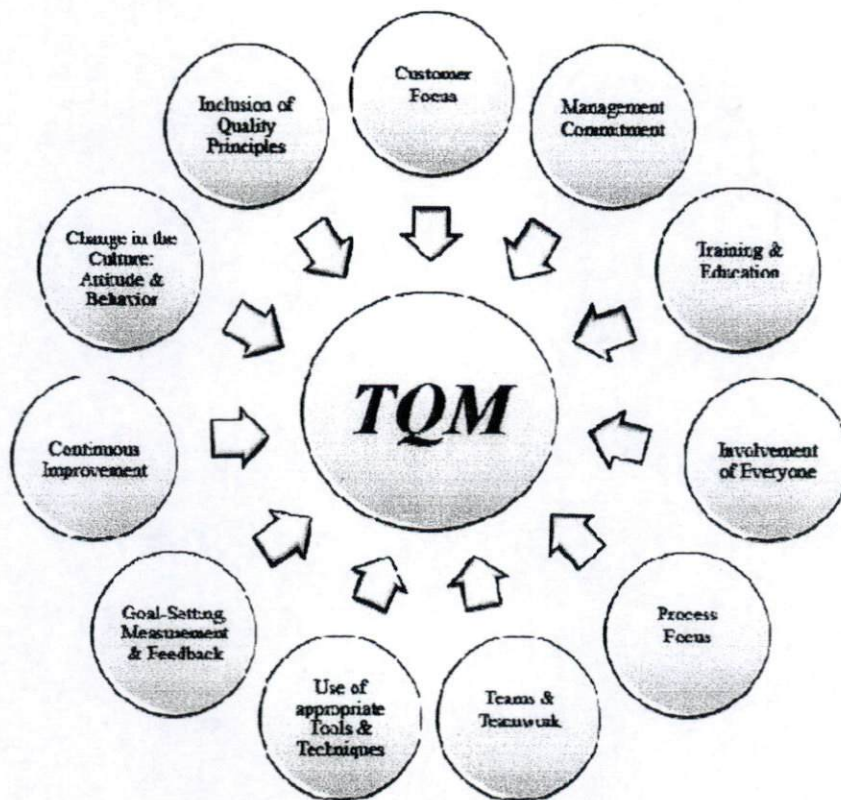 Customer
Focus
Management
Commitment
Training &
Education
Involvement
of Everyone
Process
Focus
Teams &
Teamwork
Use of
appropriate
Tools &
Techniques
Goal-Setting,
Measurement
& Feedback
Continuous
Improvement
Change in the
Culture:
Attitude &
Behavior
Inclusion of
Quality
Principles
TQM